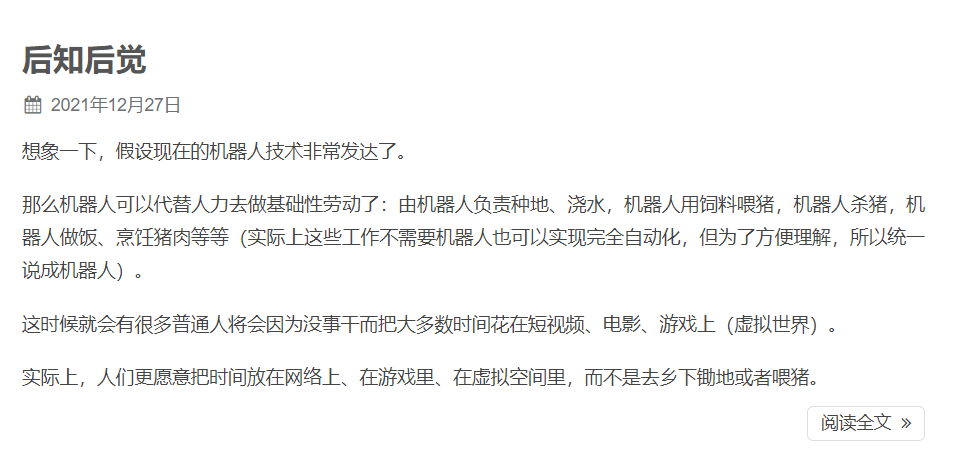 后知后觉
2021年12月27日
想象一下，假设现在的机器人技术非常发达了。
那么机器人可以代替人力去做基础性劳动了：由机器人负责种地、浇水，机器人用饲料喂猪，机器人杀猪，机
器人做饭、烹饪猪肉等等（实际上这些工作不需要机器人也可以实现完全自动化，但为了方便理解，所以统一
说成机器人）。
这时候就会有很多普通人将会因为没事干而把大多数时间花在短视频、电影、游戏上（虚拟世界）。
实际上，人们更愿意把时间放在网络上、在游戏里、在虚拟空间里，而不是去乡下锄地或者喂猪。
阅读全文 »